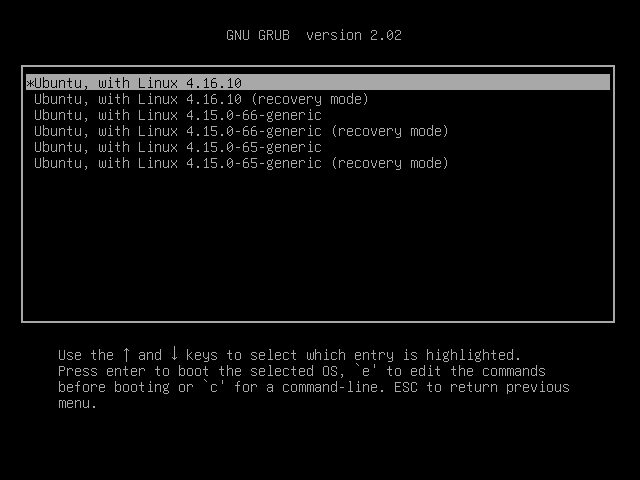 GNU GRUB  version 2.02
*Ubuntu, with Linux 4.16.10
Ubuntu, with Linux 4.16.10 (recovery mode)
Ubuntu, with Linux 4.15.0-66-generic
Ubuntu, with Linux 4.15.0-66-generic (recovery mode)
Ubuntu, with Linux 4.15.0-65-generic
Ubuntu, with Linux 4.15.0-65-generic (recovery mode)
Use the ↑ and ↓ keys to select which entry is highlighted.
Press enter to boot the selected OS, `e' to edit the commands
before booting or `c' for a command-line. ESC to return previous
menu.